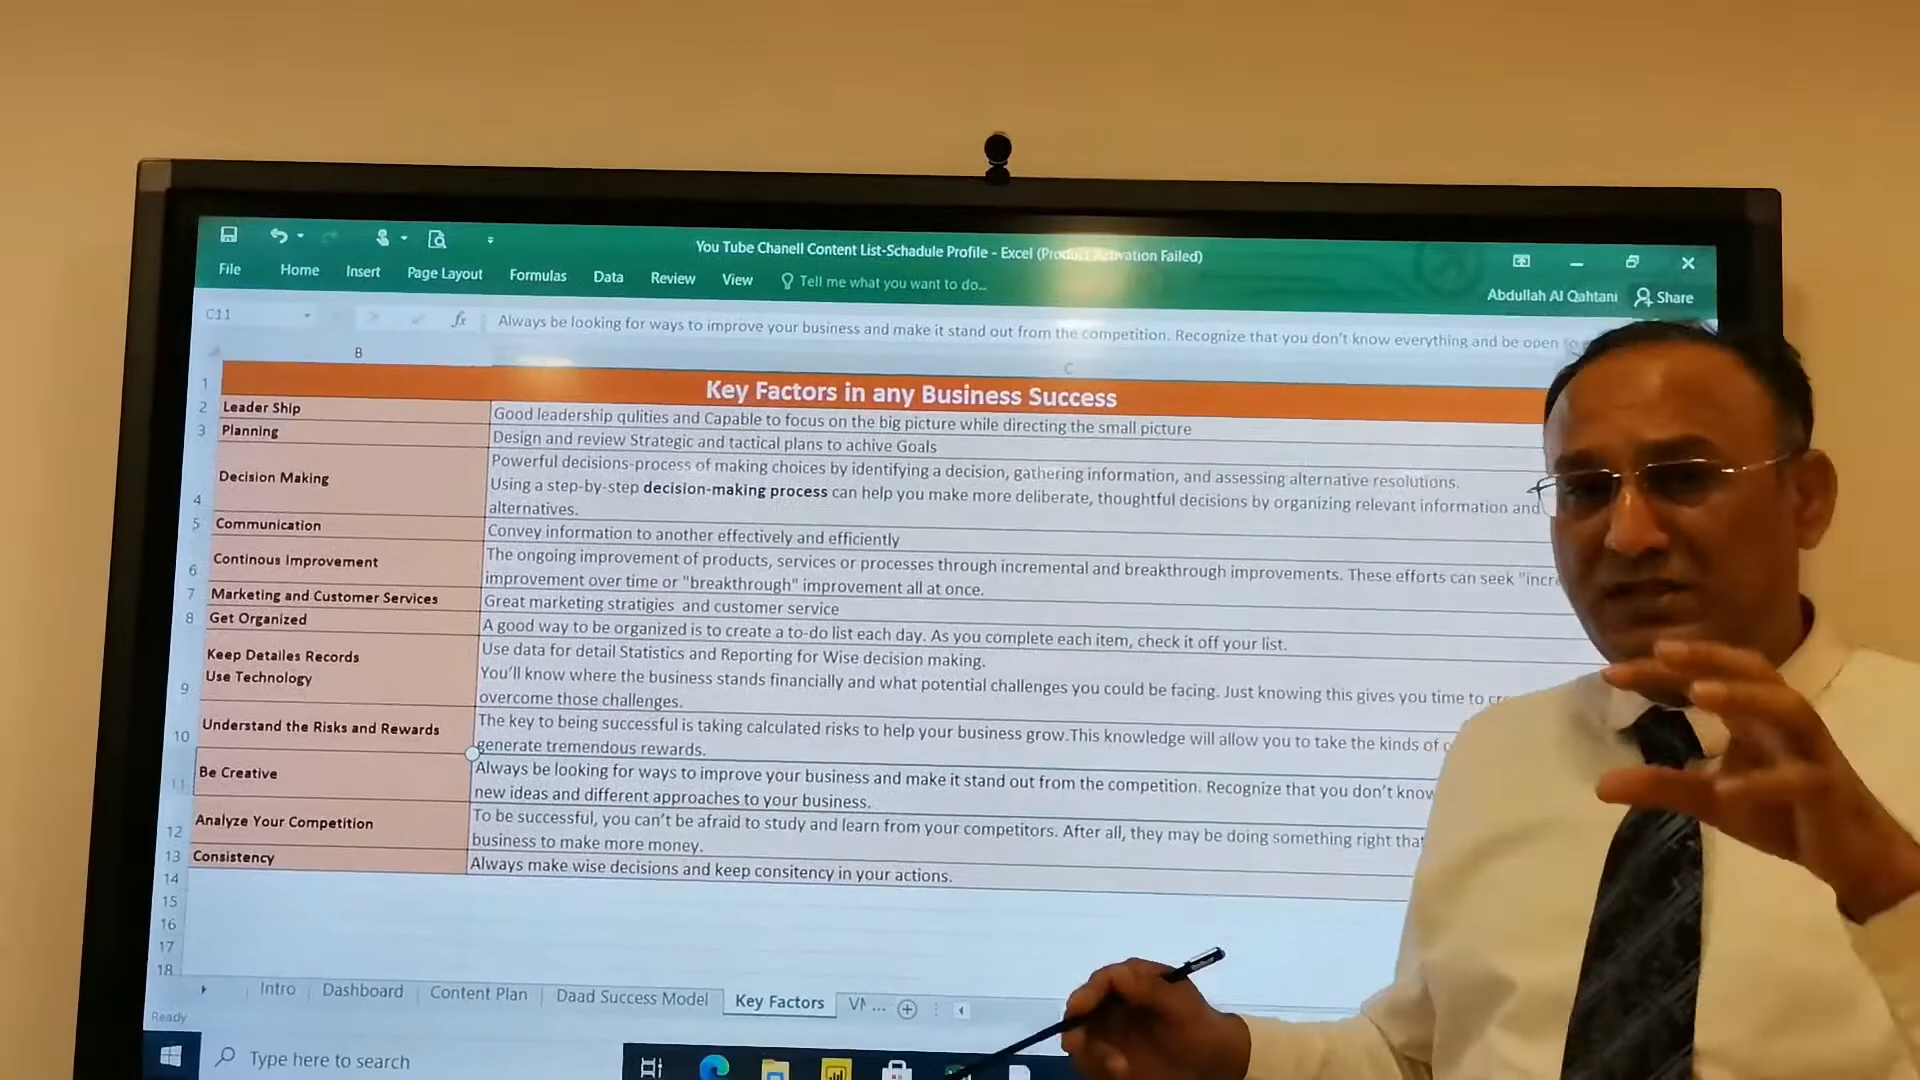 You Tube Chanell Content List-Schadule Profile - Excel (Product Activation Failed)
File Home Insert Page Layout Formulas Data Review View Tell me what you want to do...
Abdullah Al Qahtani Share
C11 fx Always be looking for ways to improve your business and make it stand out from the competition. Recognize that you don't know everything and be open
B C
1 Key Factors in any Business Success
2 Leader Ship Good leadership qulities and Capable to focus on the big picture while directing the small picture
3 Planning Design and review Strategic and tactical plans to achive Goals
Powerful decisions-process of making choices by identifying a decision, gathering information, and assessing alternative resolutions.
4 Decision Making Using a step-by-step decision-making process can help you make more deliberate, thoughtful decisions by organizing relevant information and
alternatives.
5 Communication Convey information to another effectively and efficiently
6 Continous Improvement The ongoing improvement of products, services or processes through incremental and breakthrough improvements. These efforts can seek
improvement over time or "breakthrough" improvement all at once.
7 Marketing and Customer Services Great marketing stratigies and customer service
8 Get Organized A good way to be organized is to create a to-do list each day. As you complete each item, check it off your list.
Keep Detailes Records Use data for detail Statistics and Reporting for Wise decision making.
9 Use Technology You'll know where the business stands financially and what potential challenges you could be facing. Just knowing this gives you time to
overcome those challenges.
10 Understand the Risks and Rewards The key to being successful is taking calculated risks to help your business grow.This knowledge will allow you to take the kinds of
generate tremendous rewards.
11 Be Creative Always be looking for ways to improve your business and make it stand out from the competition. Recognize that you don't know
new ideas and different approaches to your business.
12 Analyze Your Competition To be successful, you can't be afraid to study and learn from your competitors. After all, they may be doing something right
business to make more money.
13 Consistency Always make wise decisions and keep consitency in your actions.
14
15
16
17
18
Intro Dashboard Content Plan Daad Success Model Key Factors ...
Ready
Type here to search